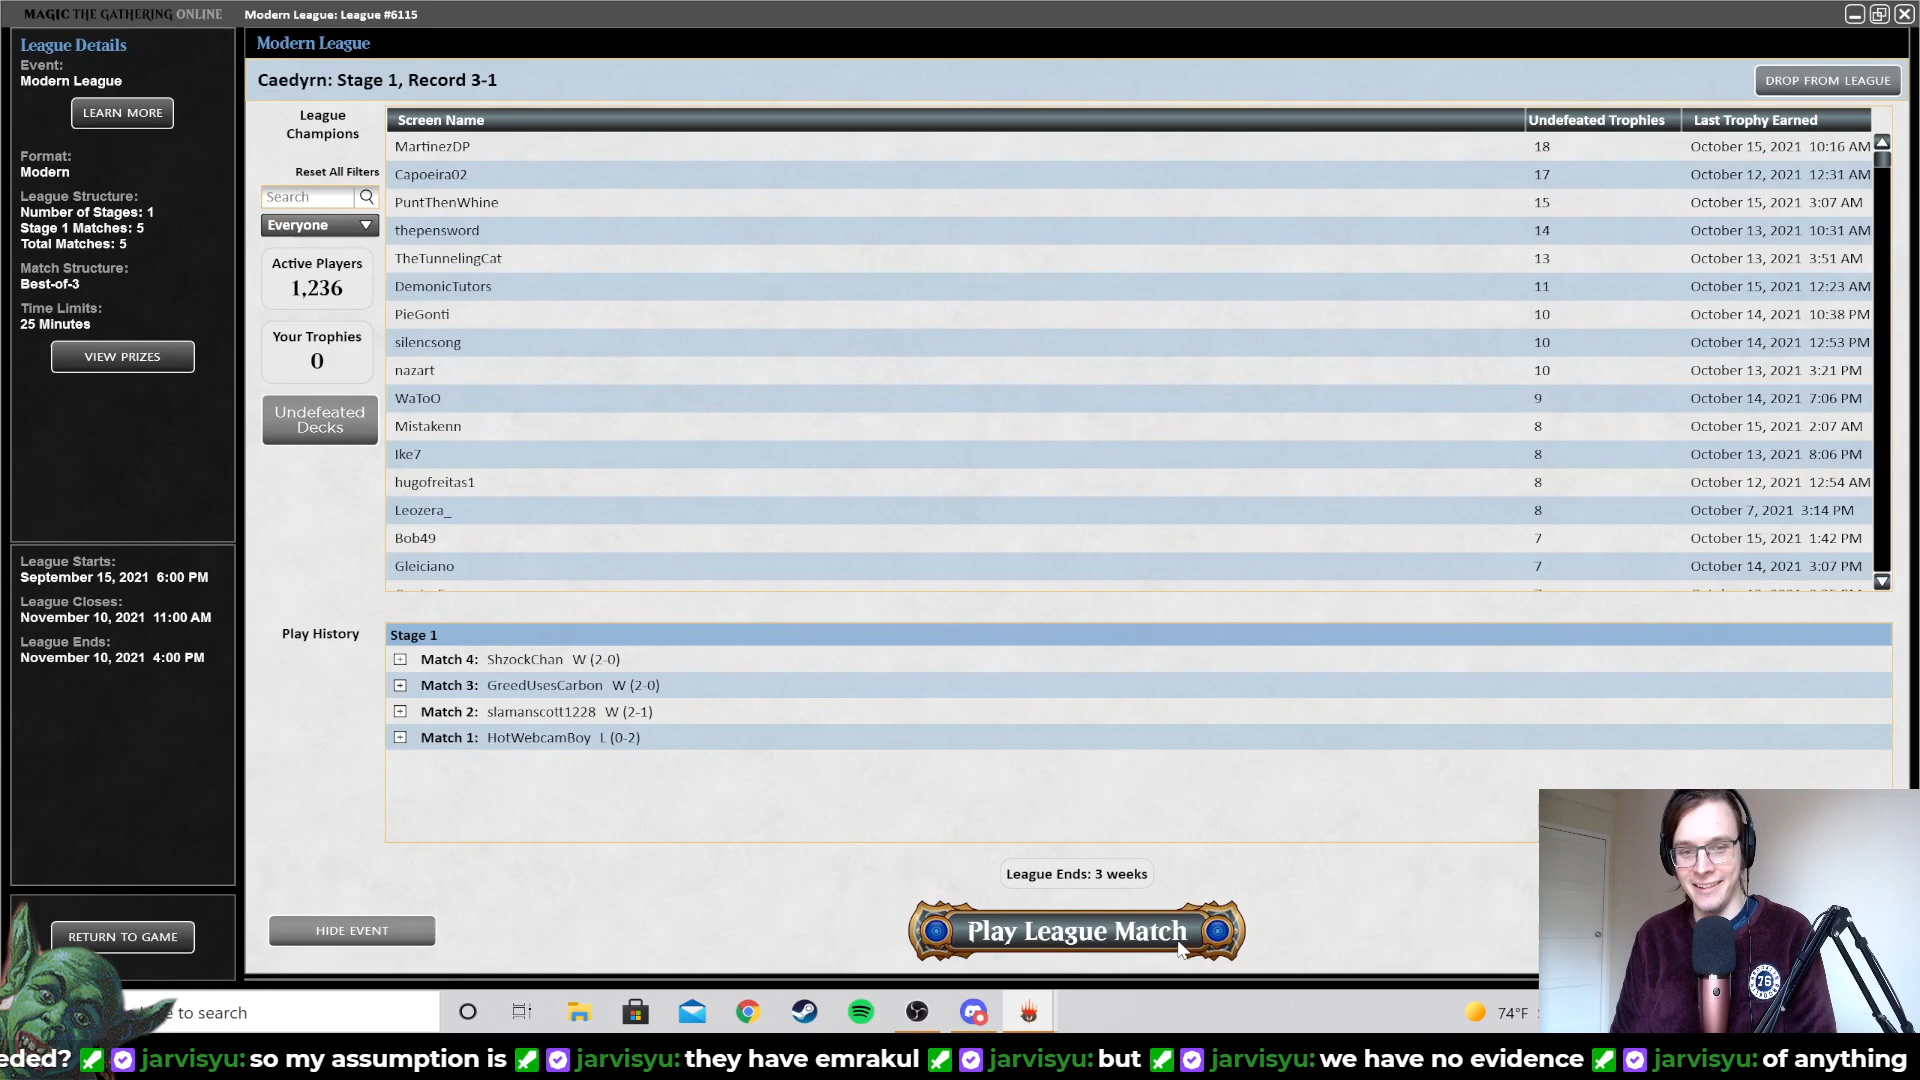 MAGIC THE GATHERING ONLINE
Modern League: League #6115
League Details
Event:
Modern League
LEARN MORE
Format:
Modern
League Structure:
Number of Stages: 1
Stage 1 Matches: 5
Total Matches: 5
Match Structure:
Best-of-3
Time Limits:
25 Minutes
VIEW PRIZES
League Starts:
September 15, 2021 6:00 PM
League Closes:
November 10, 2021 11:00 AM
League Ends:
November 10, 2021 4:00 PM
RETURN TO GAME
Modern League
Caedyrn: Stage 1, Record 3-1
DROP FROM LEAGUE
League
Champions
Reset All Filters
Search
Everyone
Active Players
1,236
Your Trophies
0
Undefeated
Decks
Screen Name Undefeated Trophies Last Trophy Earned
MartinezDP 18 October 15, 2021 10:16 AM
Capoeira02 17 October 12, 2021 12:31 AM
PuntThenWhine 15 October 15, 2021 3:07 AM
thepensword 14 October 13, 2021 10:31 AM
TheTunnelingCat 13 October 13, 2021 3:51 AM
DemonicTutors 11 October 15, 2021 12:23 AM
PieGonti 10 October 14, 2021 10:38 PM
silencsong 10 October 14, 2021 12:53 PM
nazart 10 October 13, 2021 3:21 PM
WaToO 9 October 14, 2021 7:06 PM
Mistakenn 8 October 15, 2021 2:07 AM
Ike7 8 October 13, 2021 8:06 PM
hugofreitas1 8 October 12, 2021 12:54 AM
Leozera_ 8 October 7, 2021 3:14 PM
Bob49 7 October 15, 2021 1:42 PM
Gleiciano 7 October 14, 2021 3:07 PM
Play History
Stage 1
Match 4: ShzockChan W (2-0)
Match 3: GreedUsesCarbon W (2-0)
Match 2: slamanscott1228 W (2-1)
Match 1: HotWebcamBoy L (0-2)
League Ends: 3 weeks
HIDE EVENT
Play League Match
76
to search
74°F
eded? jarvisyu: so my assumption is jarvisyu: they have emrakul jarvisyu: but jarvisyu: we have no evidence jarvisyu: of anything